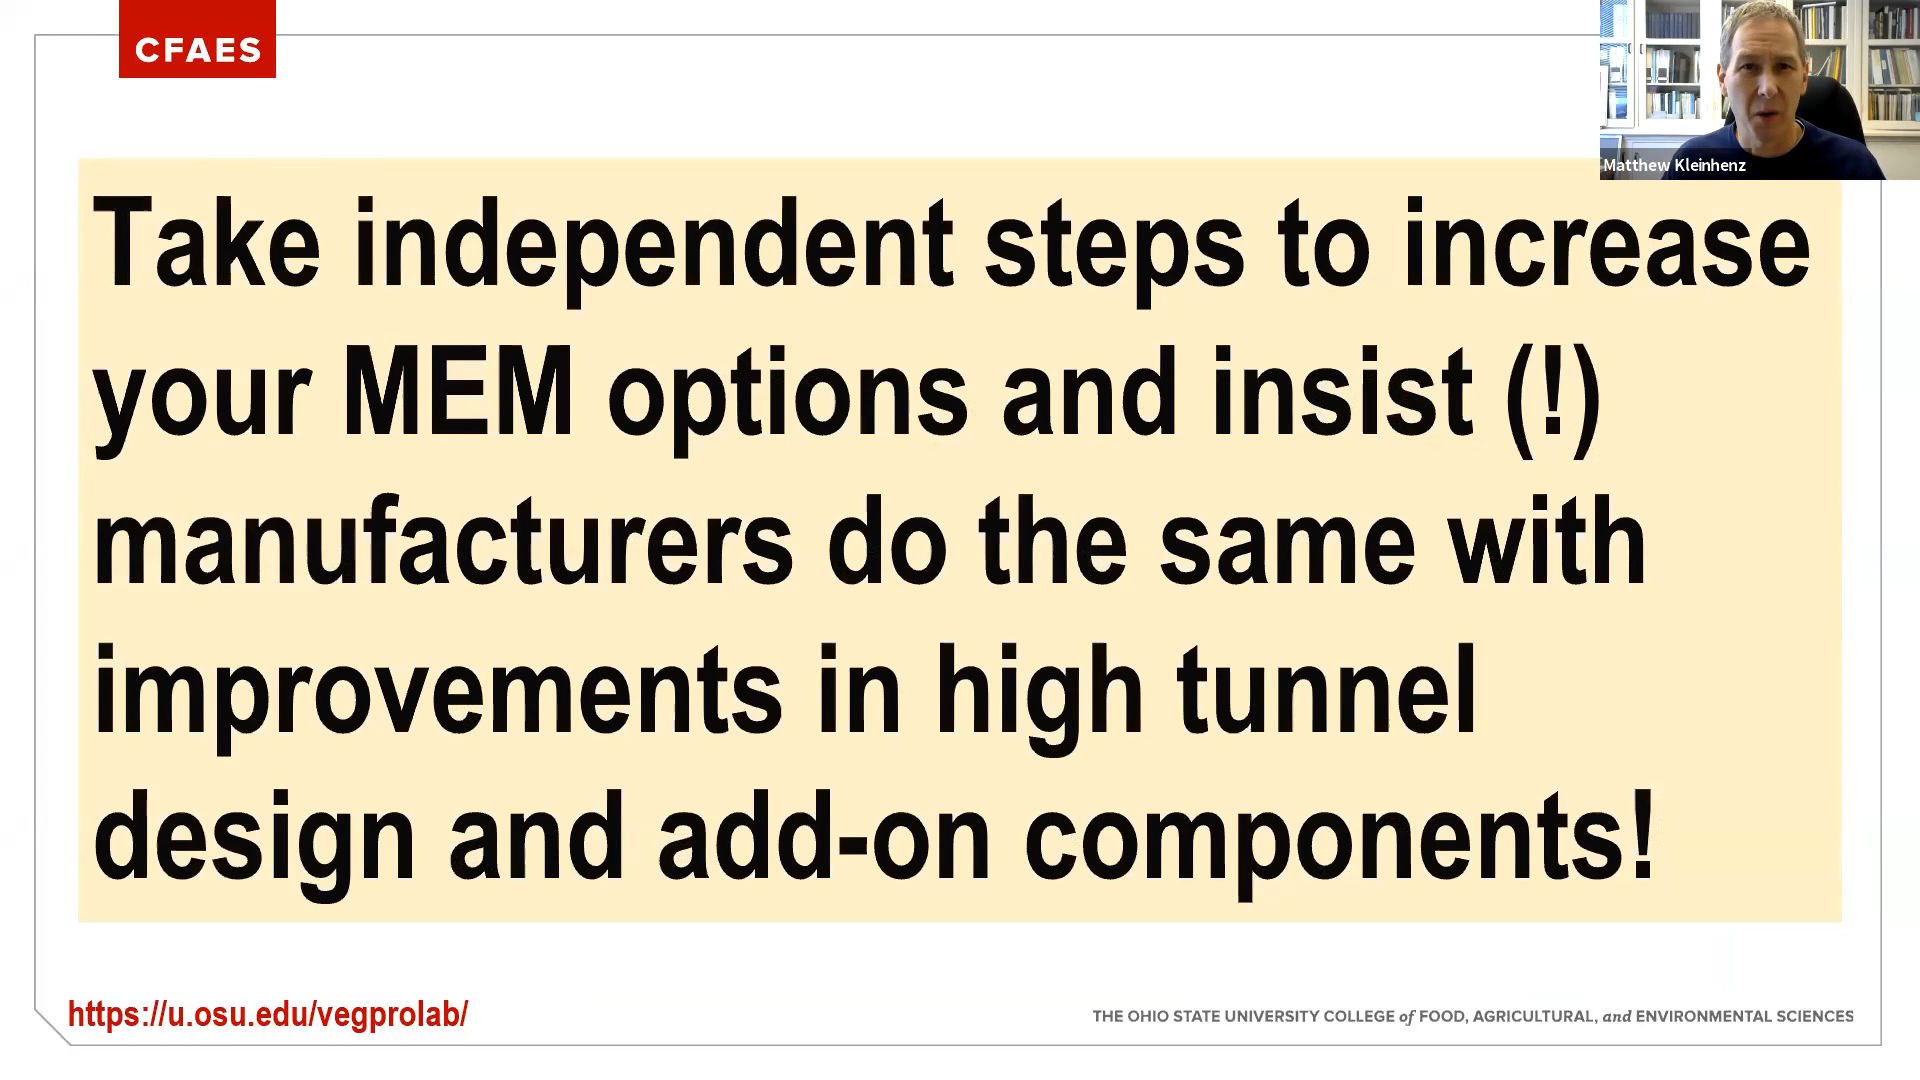 CFAES
Matthew Kleinhenz
Take independent steps to increase
your MEM options and insist (!)
manufacturers do the same with
improvements in high tunnel
design and add-on components!
https://u.osu.edu/vegprolab/
THE OHIO STATE UNIVERSITY COLLEGE of FOOD, AGRICULTURAL, and ENVIRONMENTAL SCIENCES